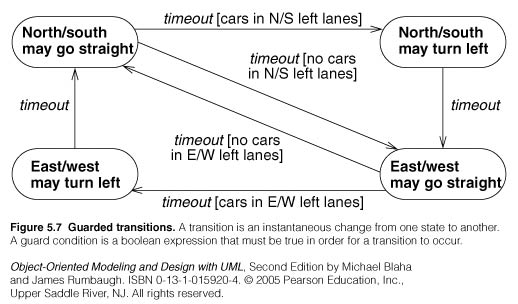 North/south
may go straight
timeout [cars in N/S left lanes]
North/south
may turn left
timeout [no cars
in N/S left lanes]
timeout
timeout
timeout [no cars
in E/W left lanes]
East/west
may turn left
East/west
may go straight
timeout [cars in E/W left lanes]
Figure 5.7 Guarded transitions. A transition is an instantaneous change from one state to another.
A guard condition is a boolean expression that must be true in order for a transition to occur.
Object-Oriented Modeling and Design with UML, Second Edition by Michael Blaha
and James Rumbaugh. ISBN 0-13-1-015920-4. © 2005 Pearson Education, Inc.,
Upper Saddle River, NJ. All rights reserved.